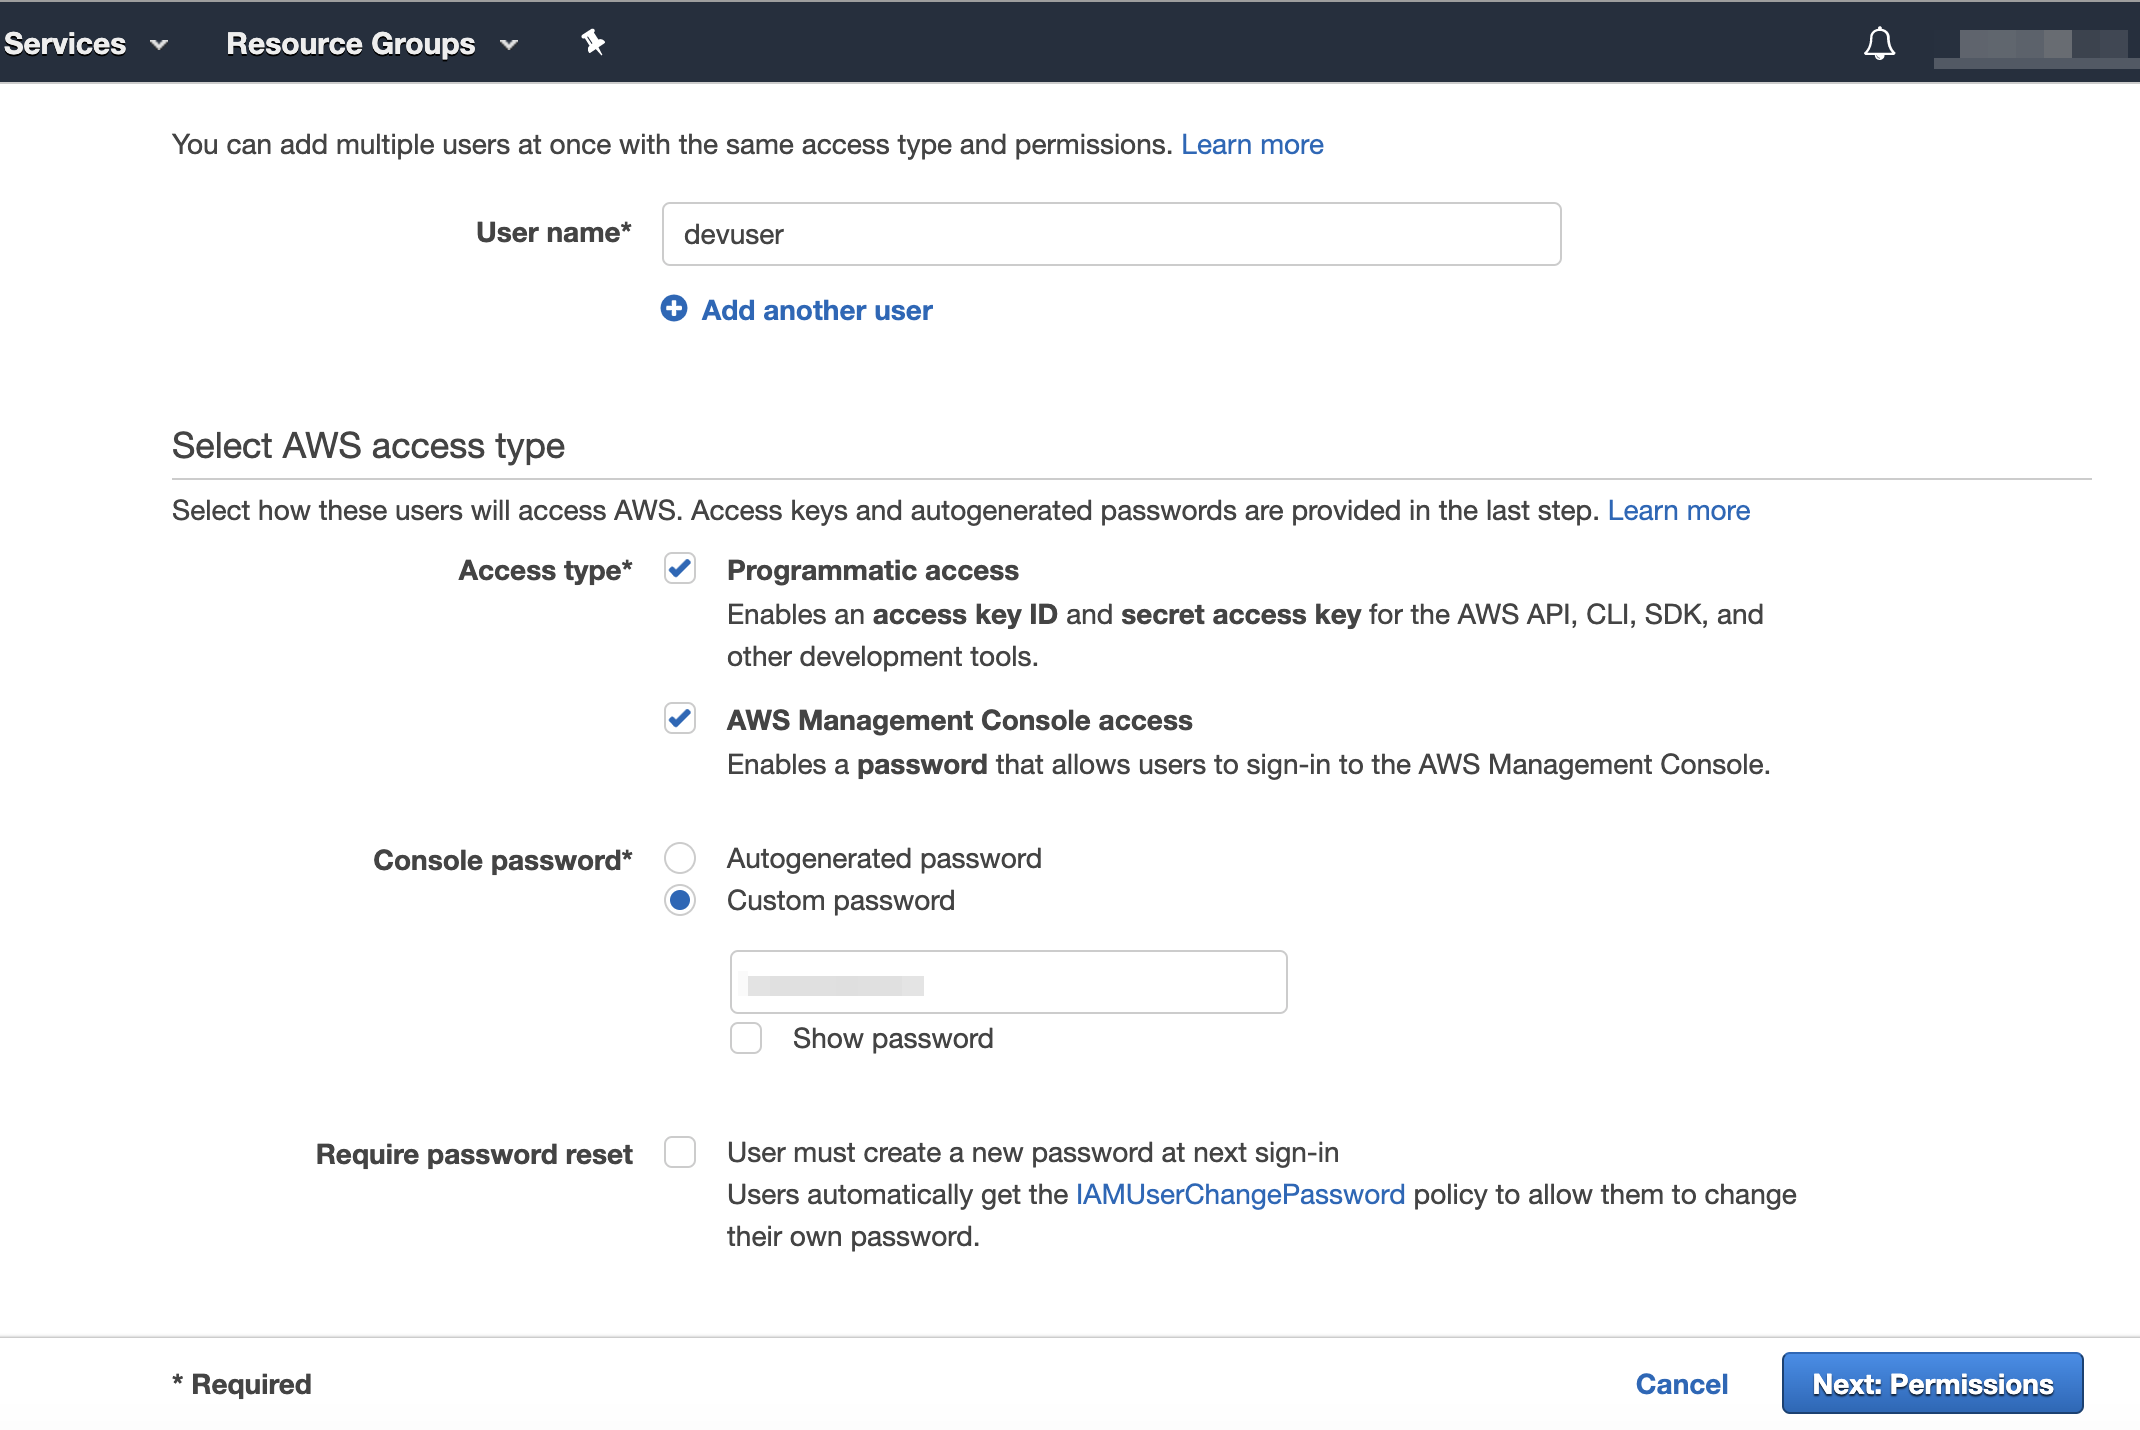 Services Resource Groups
You can add multiple users at once with the same access type and permissions. Learn more
User name* devuser
Add another user
Select AWS access type
Select how these users will access AWS. Access keys and autogenerated passwords are provided in the last step. Learn more
Access type* Programmatic access
Enables an access key ID and secret access key for the AWS API, CLI, SDK, and
other development tools.
AWS Management Console access
Enables a password that allows users to sign-in to the AWS Management Console.
Console password* Autogenerated password
Custom password
Show password
Require password reset User must create a new password at next sign-in
Users automatically get the IAMUserChangePassword policy to allow them to change
their own password.
* Required Cancel Next: Permissions